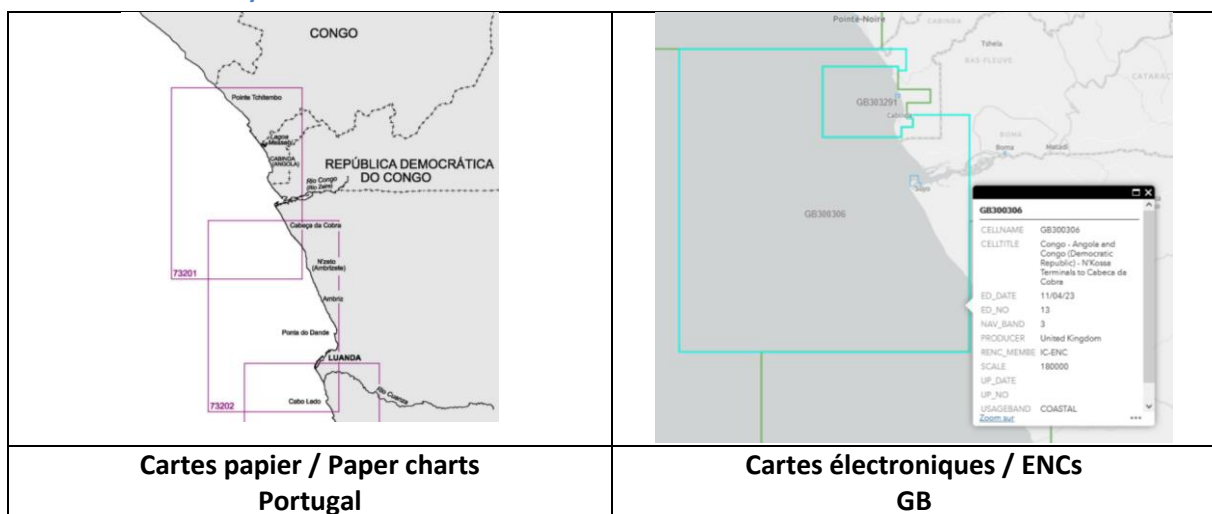 CONGO
Pointe Tchitembo
Lagoa
Massabi
CABINDA
(ANGOLA)
REPÚBLICA DEMOCRÁTICA
DO CONGO
Rio Congo
(Rio Zaire)
Cabeça da Cobra
N'zeto
(Ambrizete)
73201
Ambriz
Ponta do Dande
LUANDA
Rio Cuanza
Cabo Ledo
73202
Pointe-Noire
CABINDA
Tshela
BAS-FLEUVE
CATARAC
GB303291
Cabinda
BOMA
Boma
Matadi
Soyo
GB300306
GB300306
CELLNAME GB300306
CELLTITLE Congo - Angola and
Congo (Democratic
Republic) - N'Kossa
Terminals to Cabeca da
Cobra
ED_DATE 11/04/23
ED_NO 13
NAV_BAND 3
PRODUCER United Kingdom
RENC_MEMBE IC-ENC
SCALE 180000
UP_DATE
UP_NO
USAGEBAND COASTAL
Zoom sur
Cartes papier / Paper charts
Portugal
Cartes électroniques / ENCs
GB